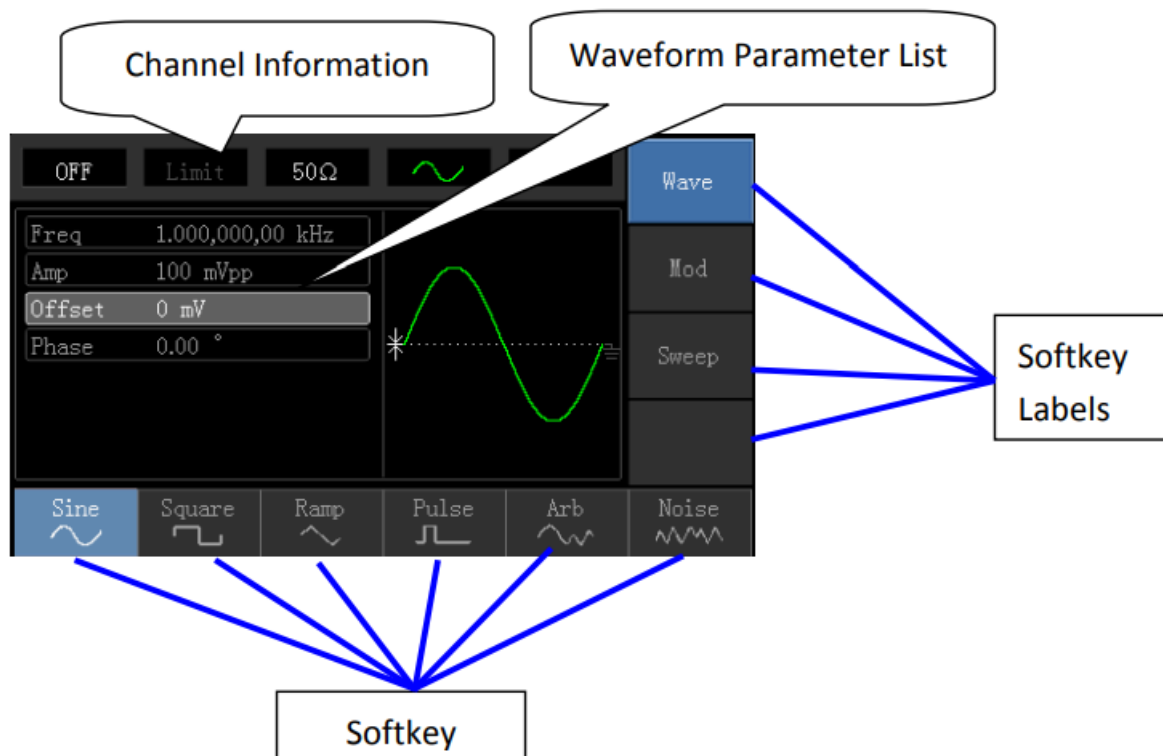 Channel Information
Waveform Parameter List
OFF Limit 50Ω
Wave
Freq 1.000,000,00 kHz
Amp 100 mVpp
Mod
Offset 0 mV
Phase 0.00 °
Sweep
Softkey
Labels
Sine Square Ramp Pulse Arb Noise
Softkey